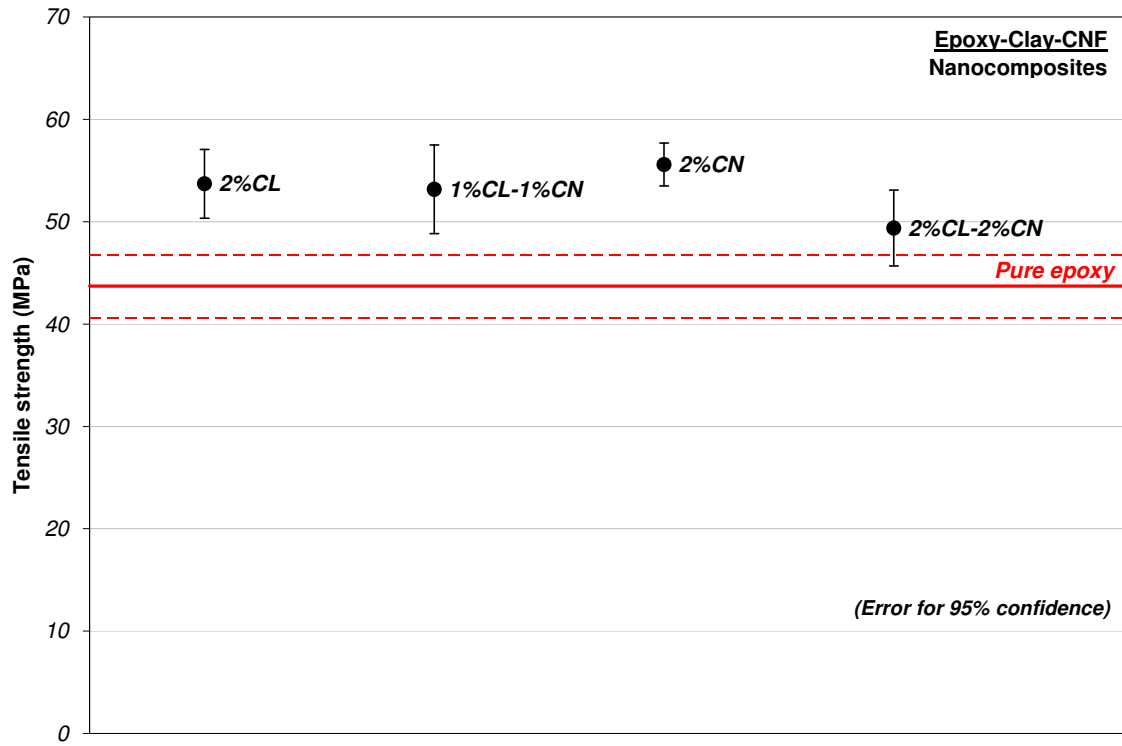 70
Epoxy-Clay-CNF
Nanocomposites
60
2%CL
1%CL-1%CN
2%CN
50
2%CL-2%CN
Pure epoxy
40
Tensile strength (MPa)
30
20
(Error for 95% confidence)
10
0